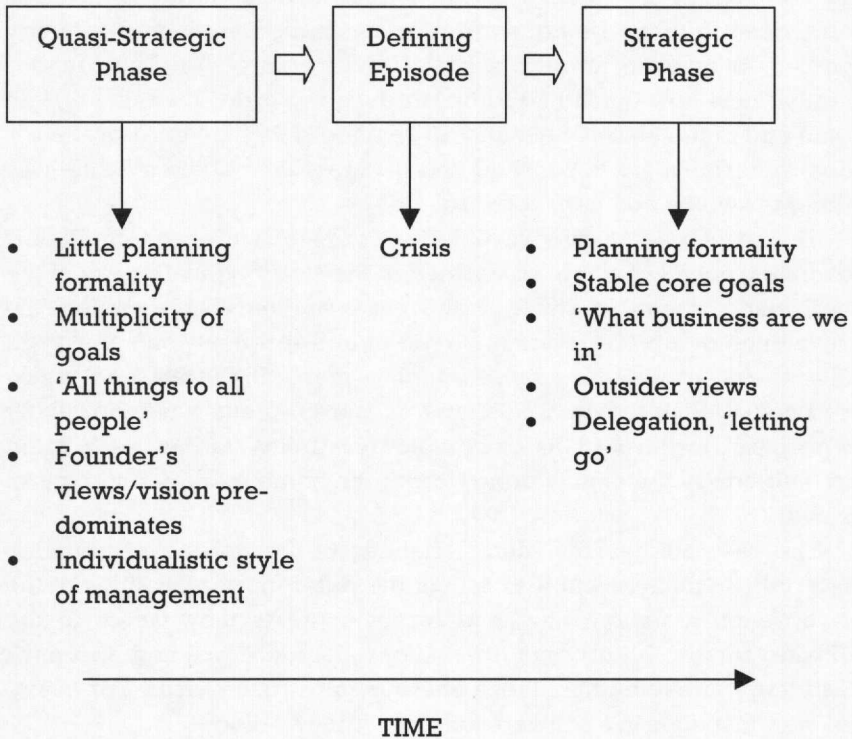 Quasi-Strategic
Phase
Defining
Episode
Strategic
Phase
• Little planning
formality
• Multiplicity of
goals
• ‘All things to all
people’
• Founder’s
views/vision pre-
dominates
• Individualistic style
of management
Crisis
Planning formality
• Stable core goals
• ‘What business are we
in’
• Outsider views
• Delegation, ‘letting
go’
TIME